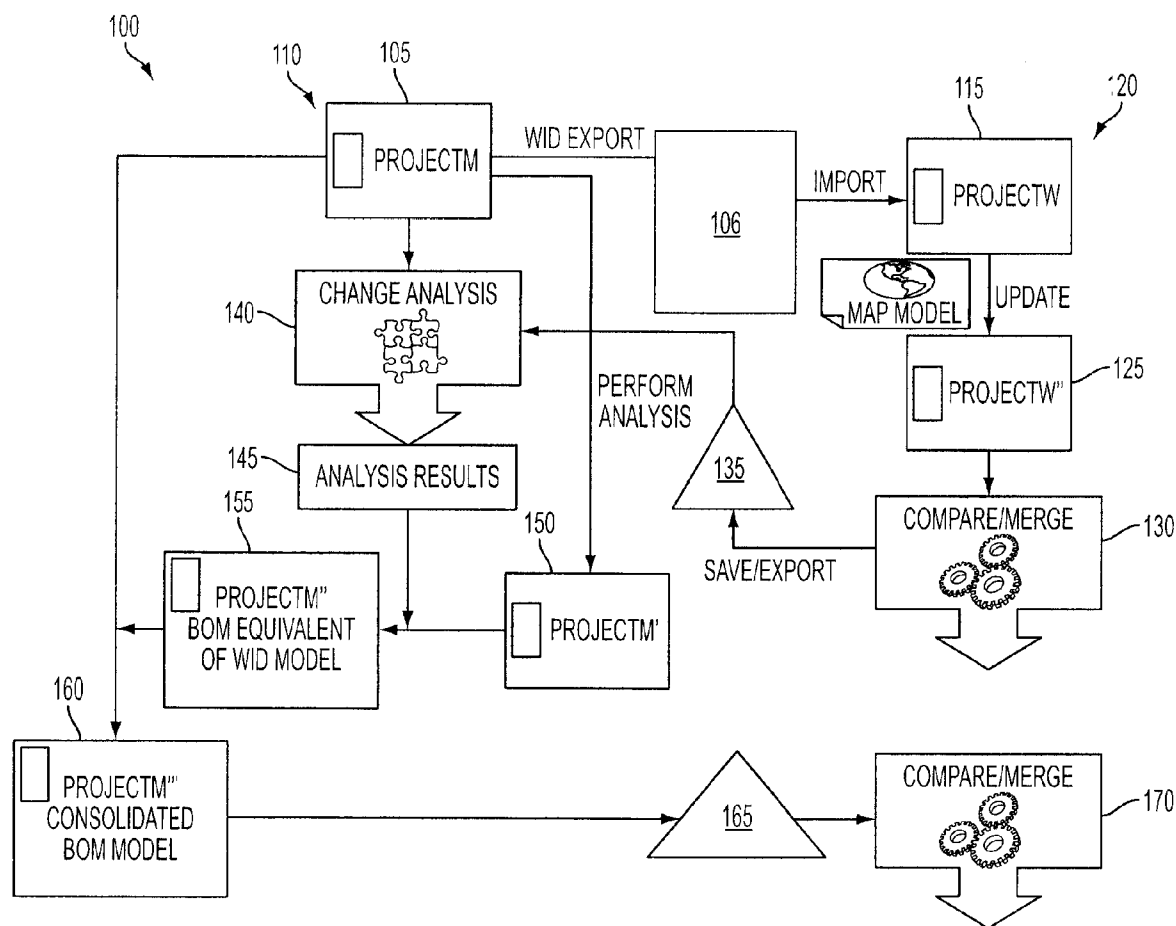 100
110
105
115
120
PROJECTM
WID EXPORT
106
IMPORT
PROJECTW
MAP MODEL
UPDATE
CHANGE ANALYSIS
140
PERFORM
ANALYSIS
PROJECTW"
125
145
ANALYSIS RESULTS
135
COMPARE/MERGE
130
SAVE/EXPORT
155
PROJECTM"
BOM EQUIVALENT
OF WID MODEL
150
PROJECTM'
160
PROJECTM'"
CONSOLIDATED
BOM MODEL
165
COMPARE/MERGE
170